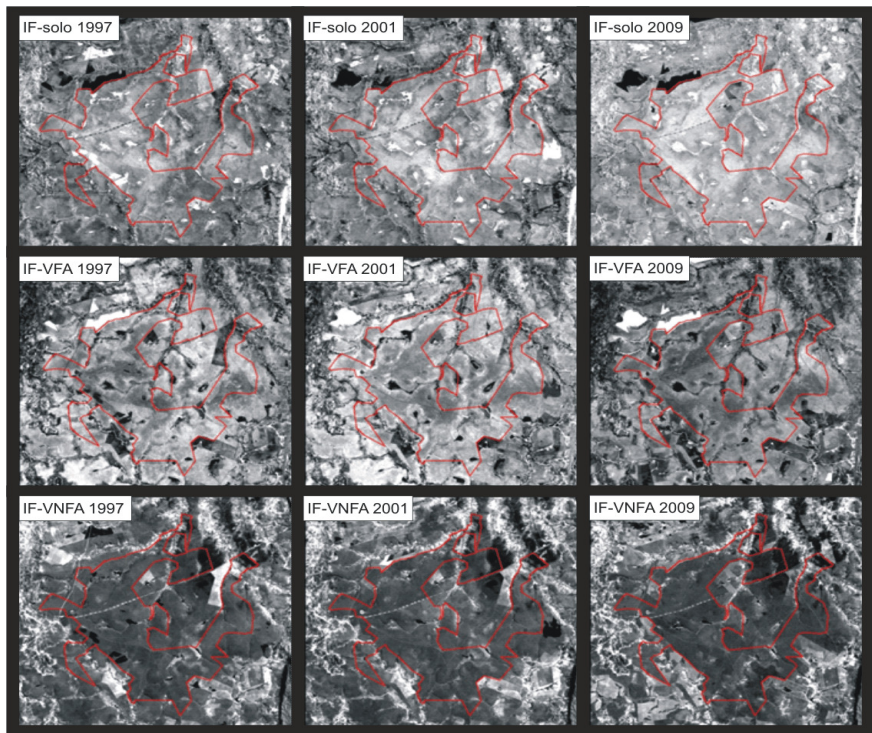 IF-solo 1997
IF-solo 2001
IF-solo 2009
IF-VFA 1997
IF-VFA 2001
IF-VFA 2009
IF-VNFA 1997
IF-VNFA 2001
IF-VNFA 2009